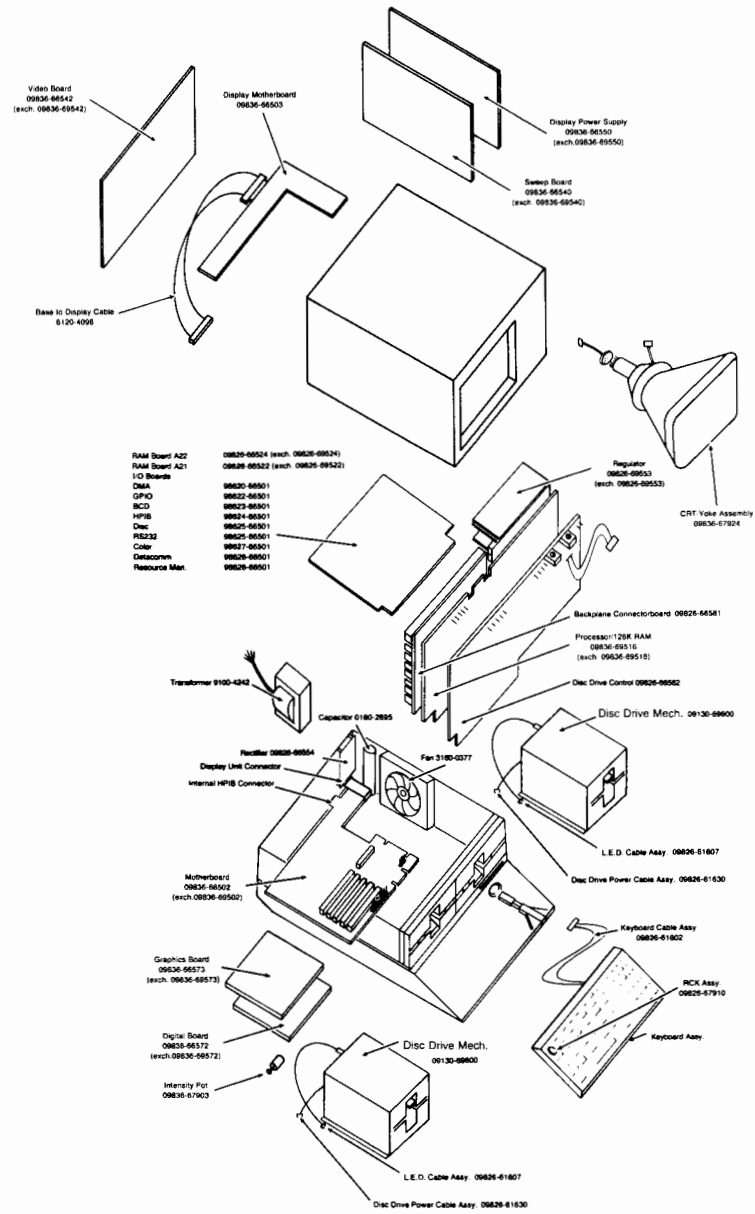 Video Board
09836-66542
(exch. 09836-69542)
Display Motherboard
09836-66503
Display Power Supply
09836-66550
(exch.09836-69550)
Sweep Board
09836-66540
(exch. 09836-69540)
Base to Display Cable
8120-4098
RAM Board A22 09826-66524 (exch. 09826-69524)
RAM Board A21 09826-66522 (exch. 09826-69522)
I/O Boards
DMA 98620-66501
GPIO 98622-66501
BCD 98623-66501
HPIB 98624-66501
Disc 98625-66501
RS232 98625-66501
Color 98627-66501
Datacomm 98628-66501
Resource Man. 98628-66501
Regulator
09826-66553
(exch. 09826-69553)
CRT-Yoke Assembly
09836-67924
Backplane Connectorboard 09826-66581
Processor/128K RAM
09836-69516
(exch. 09836-69516)
Disc Drive Control 09826-66562
Transformer 9100-4242
Capacitor 0180-2895
Disc Drive Mech. 09130-69800
Rectifier 09826-66554
Fan 3160-0377
Display Unit Connector
Internal HPIB Connector
L.E.D. Cable Assy. 09826-61607
Motherboard
09836-66502
(exch.09836-69502)
Disc Drive Power Cable Assy. 09826-61630
Keyboard Cable Assy
09826-61602
Graphics Board
09836-66573
(exch. 09836-69573)
RCK Assy.
09826-67910
Digital Board
09836-66572
(exch.09836-69572)
Keyboard Assy.
Disc Drive Mech.
09130-69800
Intensity Pot
09836-67903
L.E.D. Cable Assy. 09826-61607
Disc Drive Power Cable Assy. 09826-61630